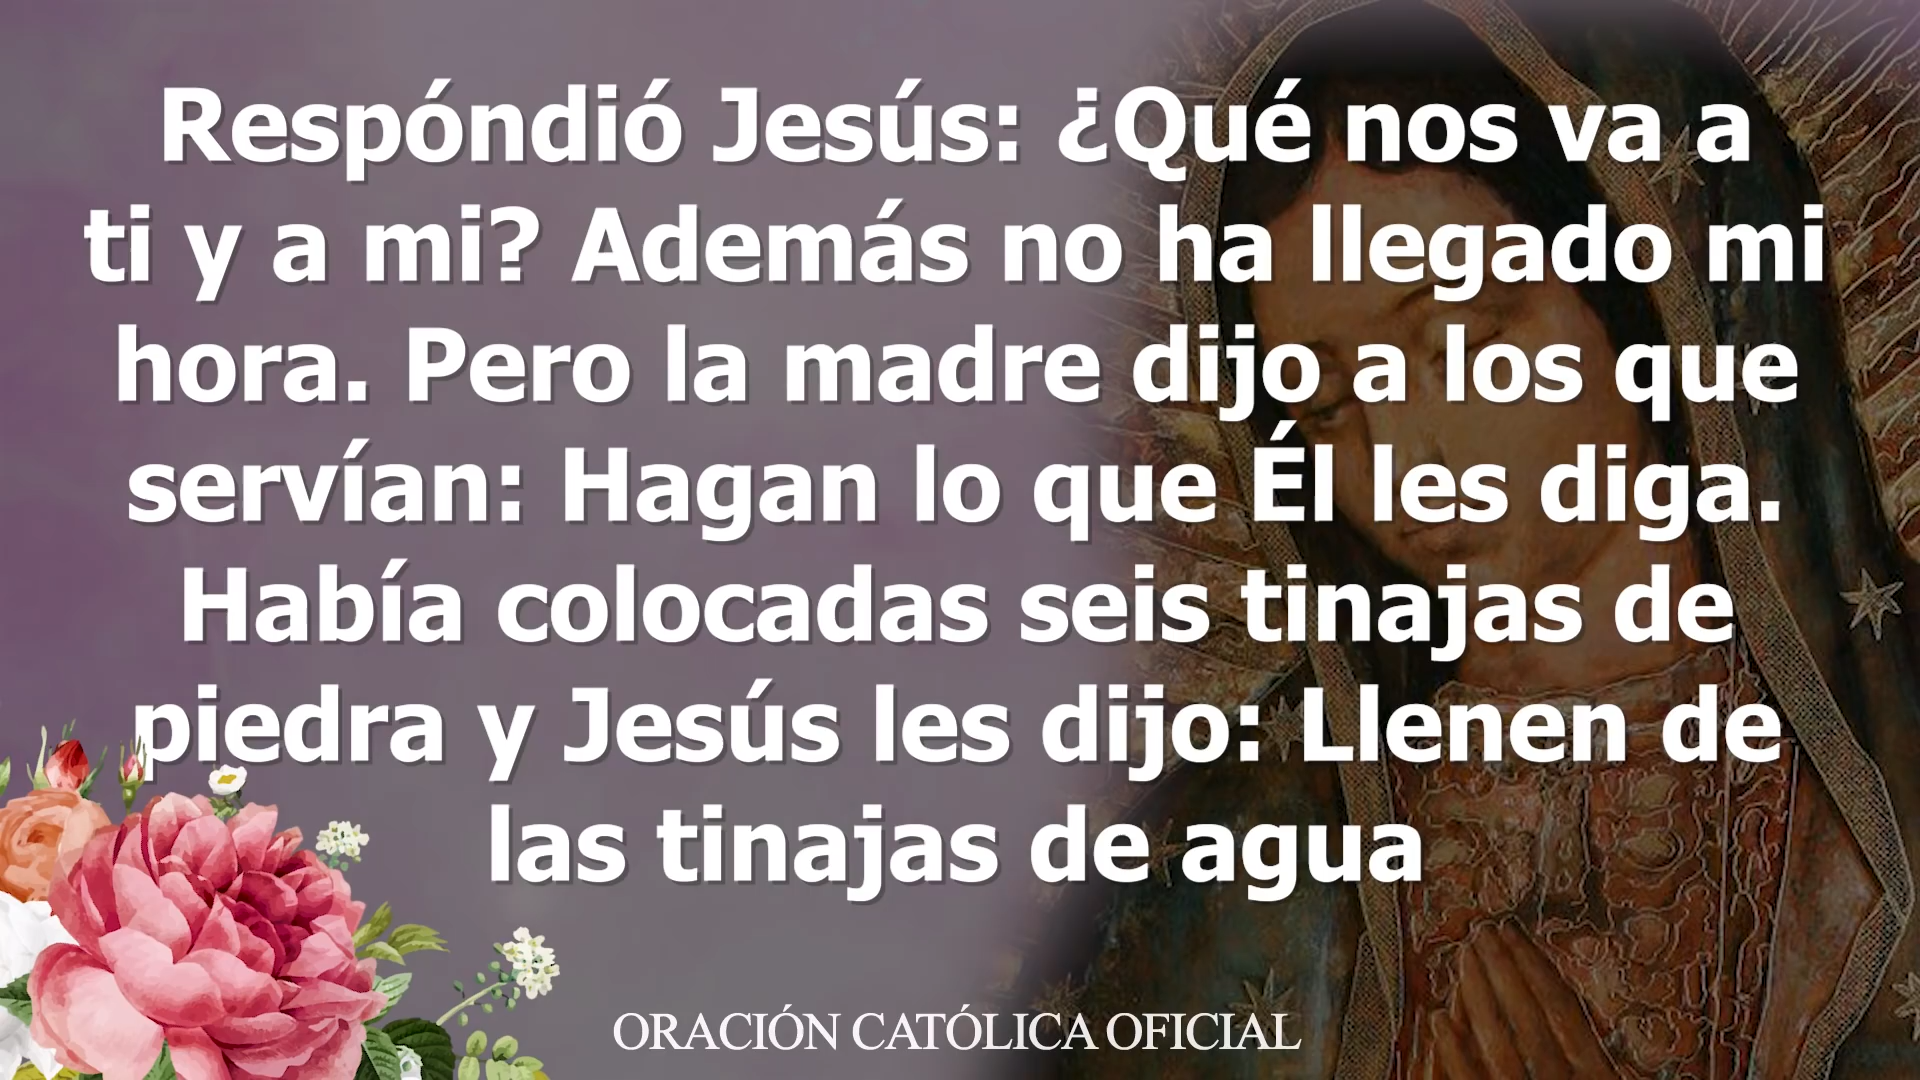 Respóndió Jesús: ¿Qué nos va a
ti y a mi? Además no ha llegado mi
hora. Pero la madre dijo a los que
servían: Hagan lo que Él les diga.
Había colocadas seis tinajas de
piedra y Jesús les dijo: Llenen de
las tinajas de agua
ORACIÓN CATÓLICA OFICIAL